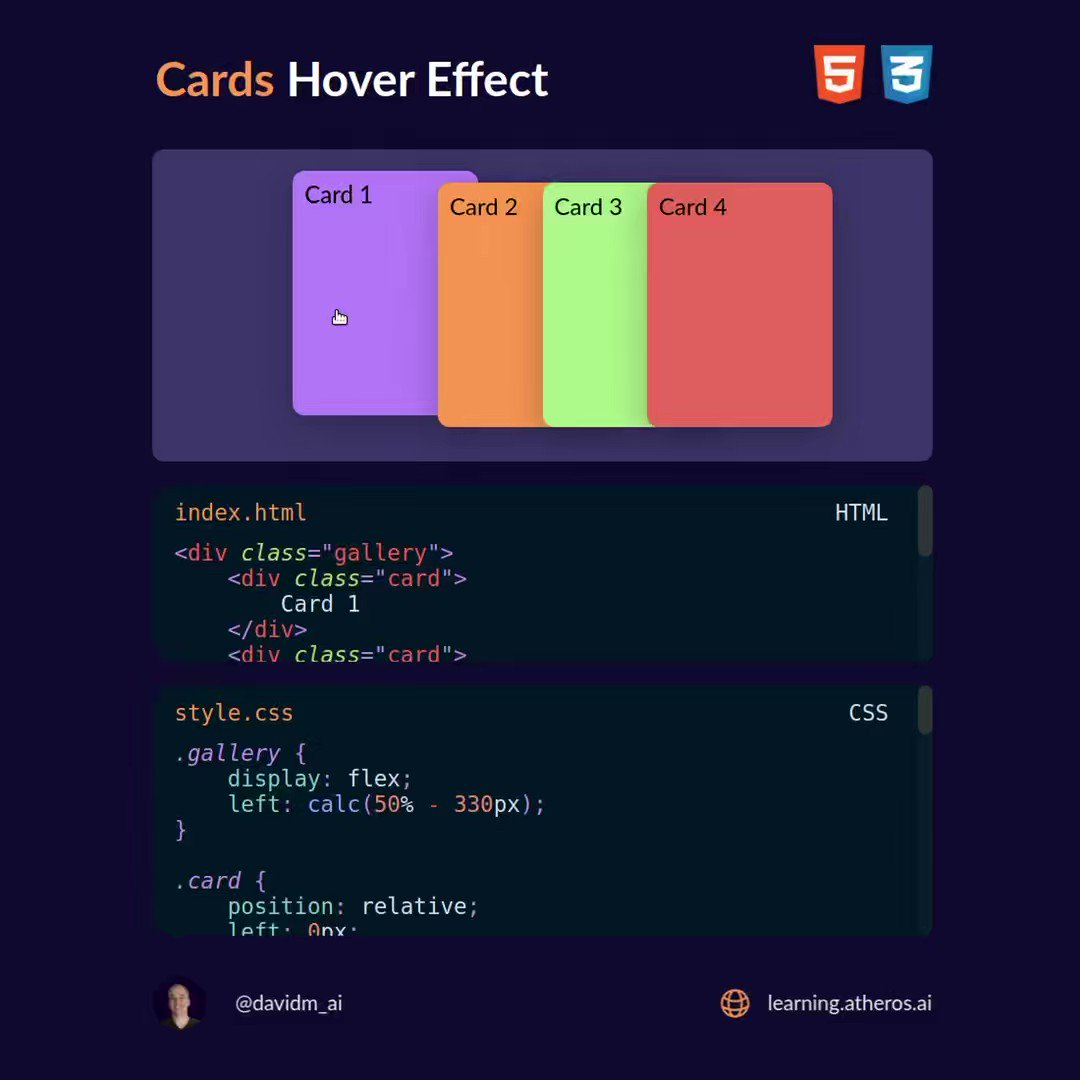 Cards Hover Effect
5 3
Card 1
Card 2 Card 3 Card 4
index.html HTML
<div class="gallery">
    <div class="card">
        Card 1
    </div>
    <div class="card">
style.css CSS
.gallery {
    display: flex;
    left: calc(50% - 330px);
}
.card {
    position: relative;
    left: 0px;
@davidm_ai learning.atheros.ai